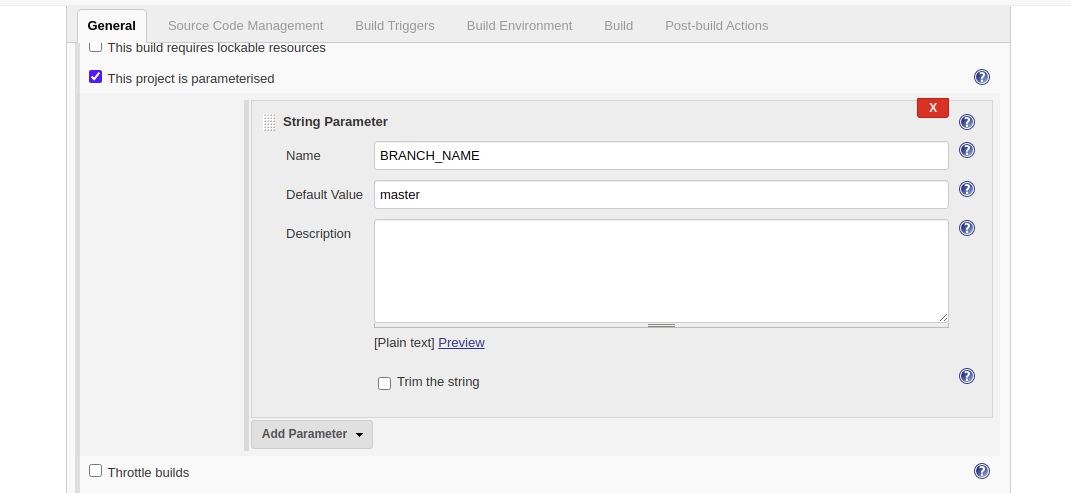 General Source Code Management Build Triggers Build Environment Build Post-build Actions
This build requires lockable resources
This project is parameterised
X
String Parameter
Name BRANCH_NAME
Default Value master
Description
[Plain text] Preview
Trim the string
Add Parameter
Throttle builds